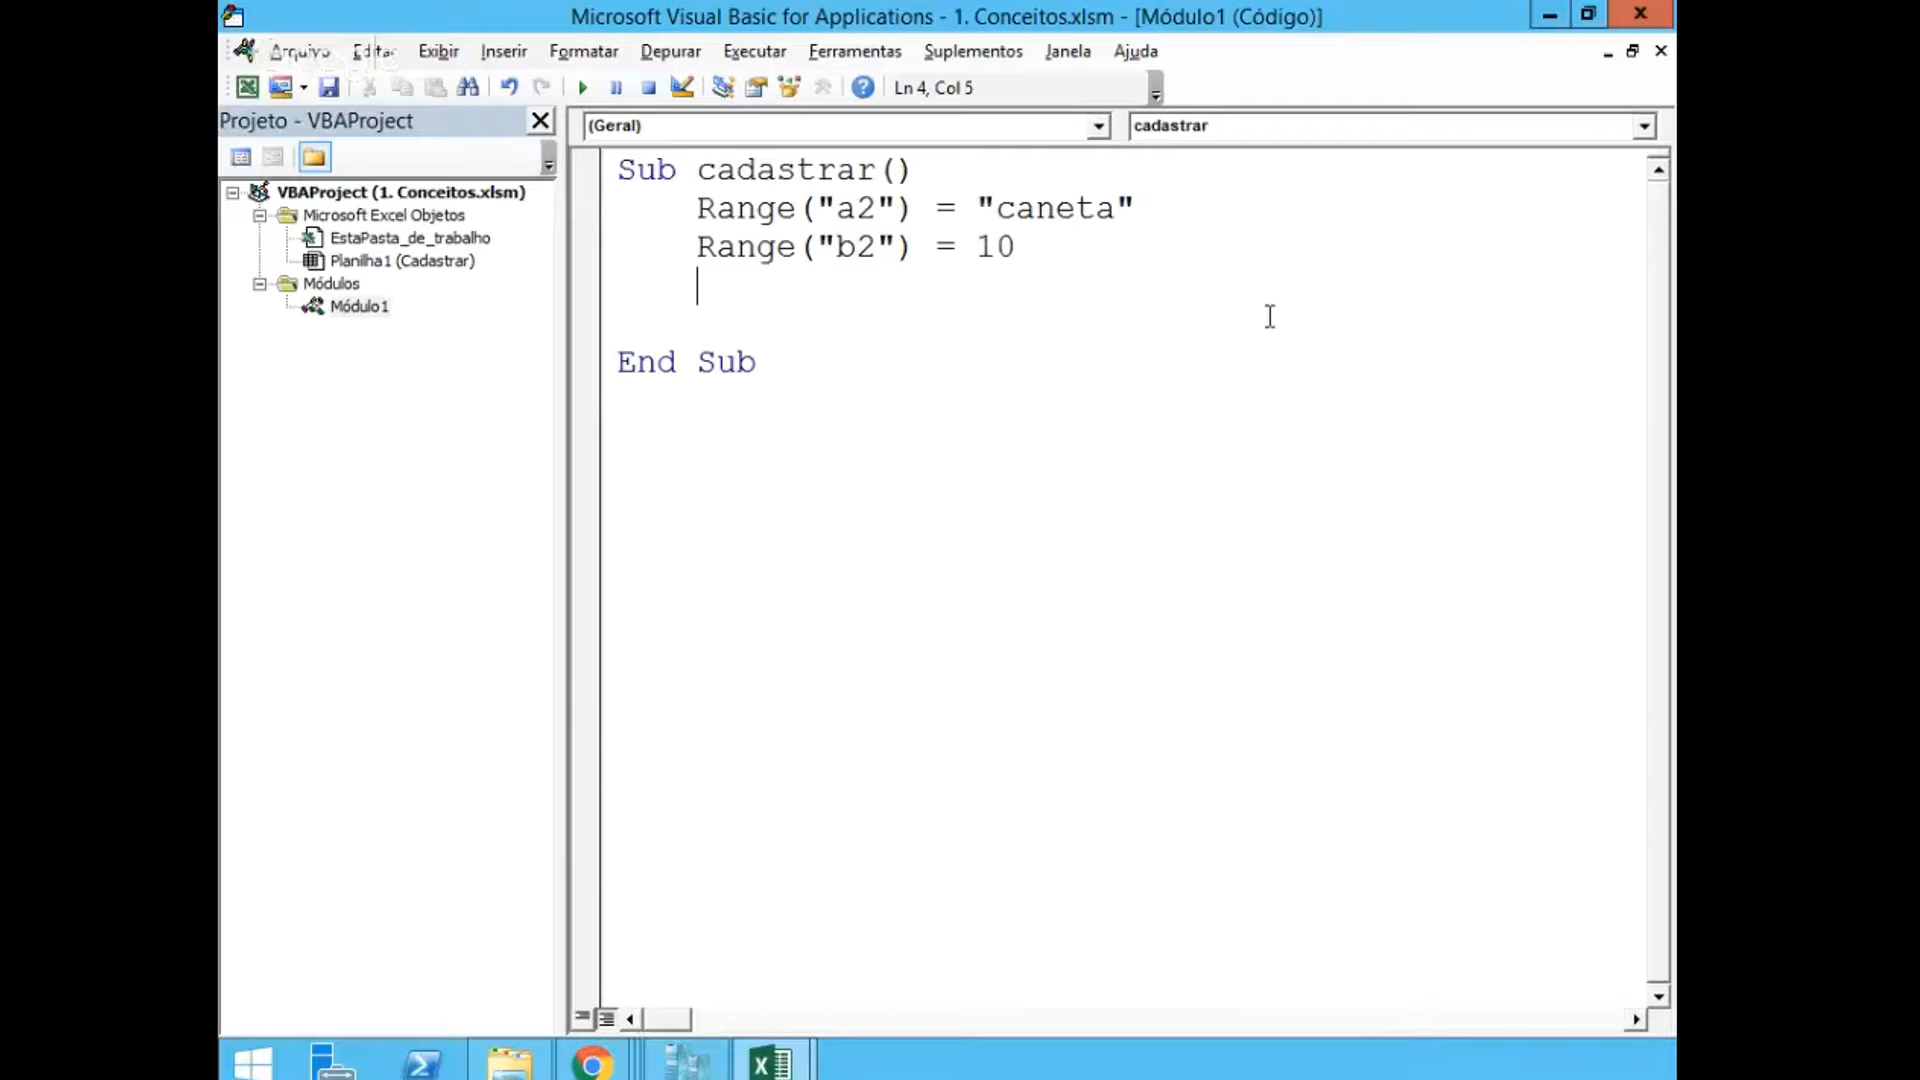 Microsoft Visual Basic for Applications - 1. Conceitos.xlsm - [Módulo1 (Código)]
Arquivo Editar Exibir Inserir Formatar Depurar Executar Ferramentas Suplementos Janela Ajuda
Ln 4, Col 5
Projeto - VBAProject
(Geral)
cadastrar
VBAProject (1. Conceitos.xlsm)
Microsoft Excel Objetos
EstaPasta_de_trabalho
Planilha1 (Cadastrar)
Módulos
Módulo1
Sub cadastrar()
Range("a2") = "caneta"
Range("b2") = 10
End Sub